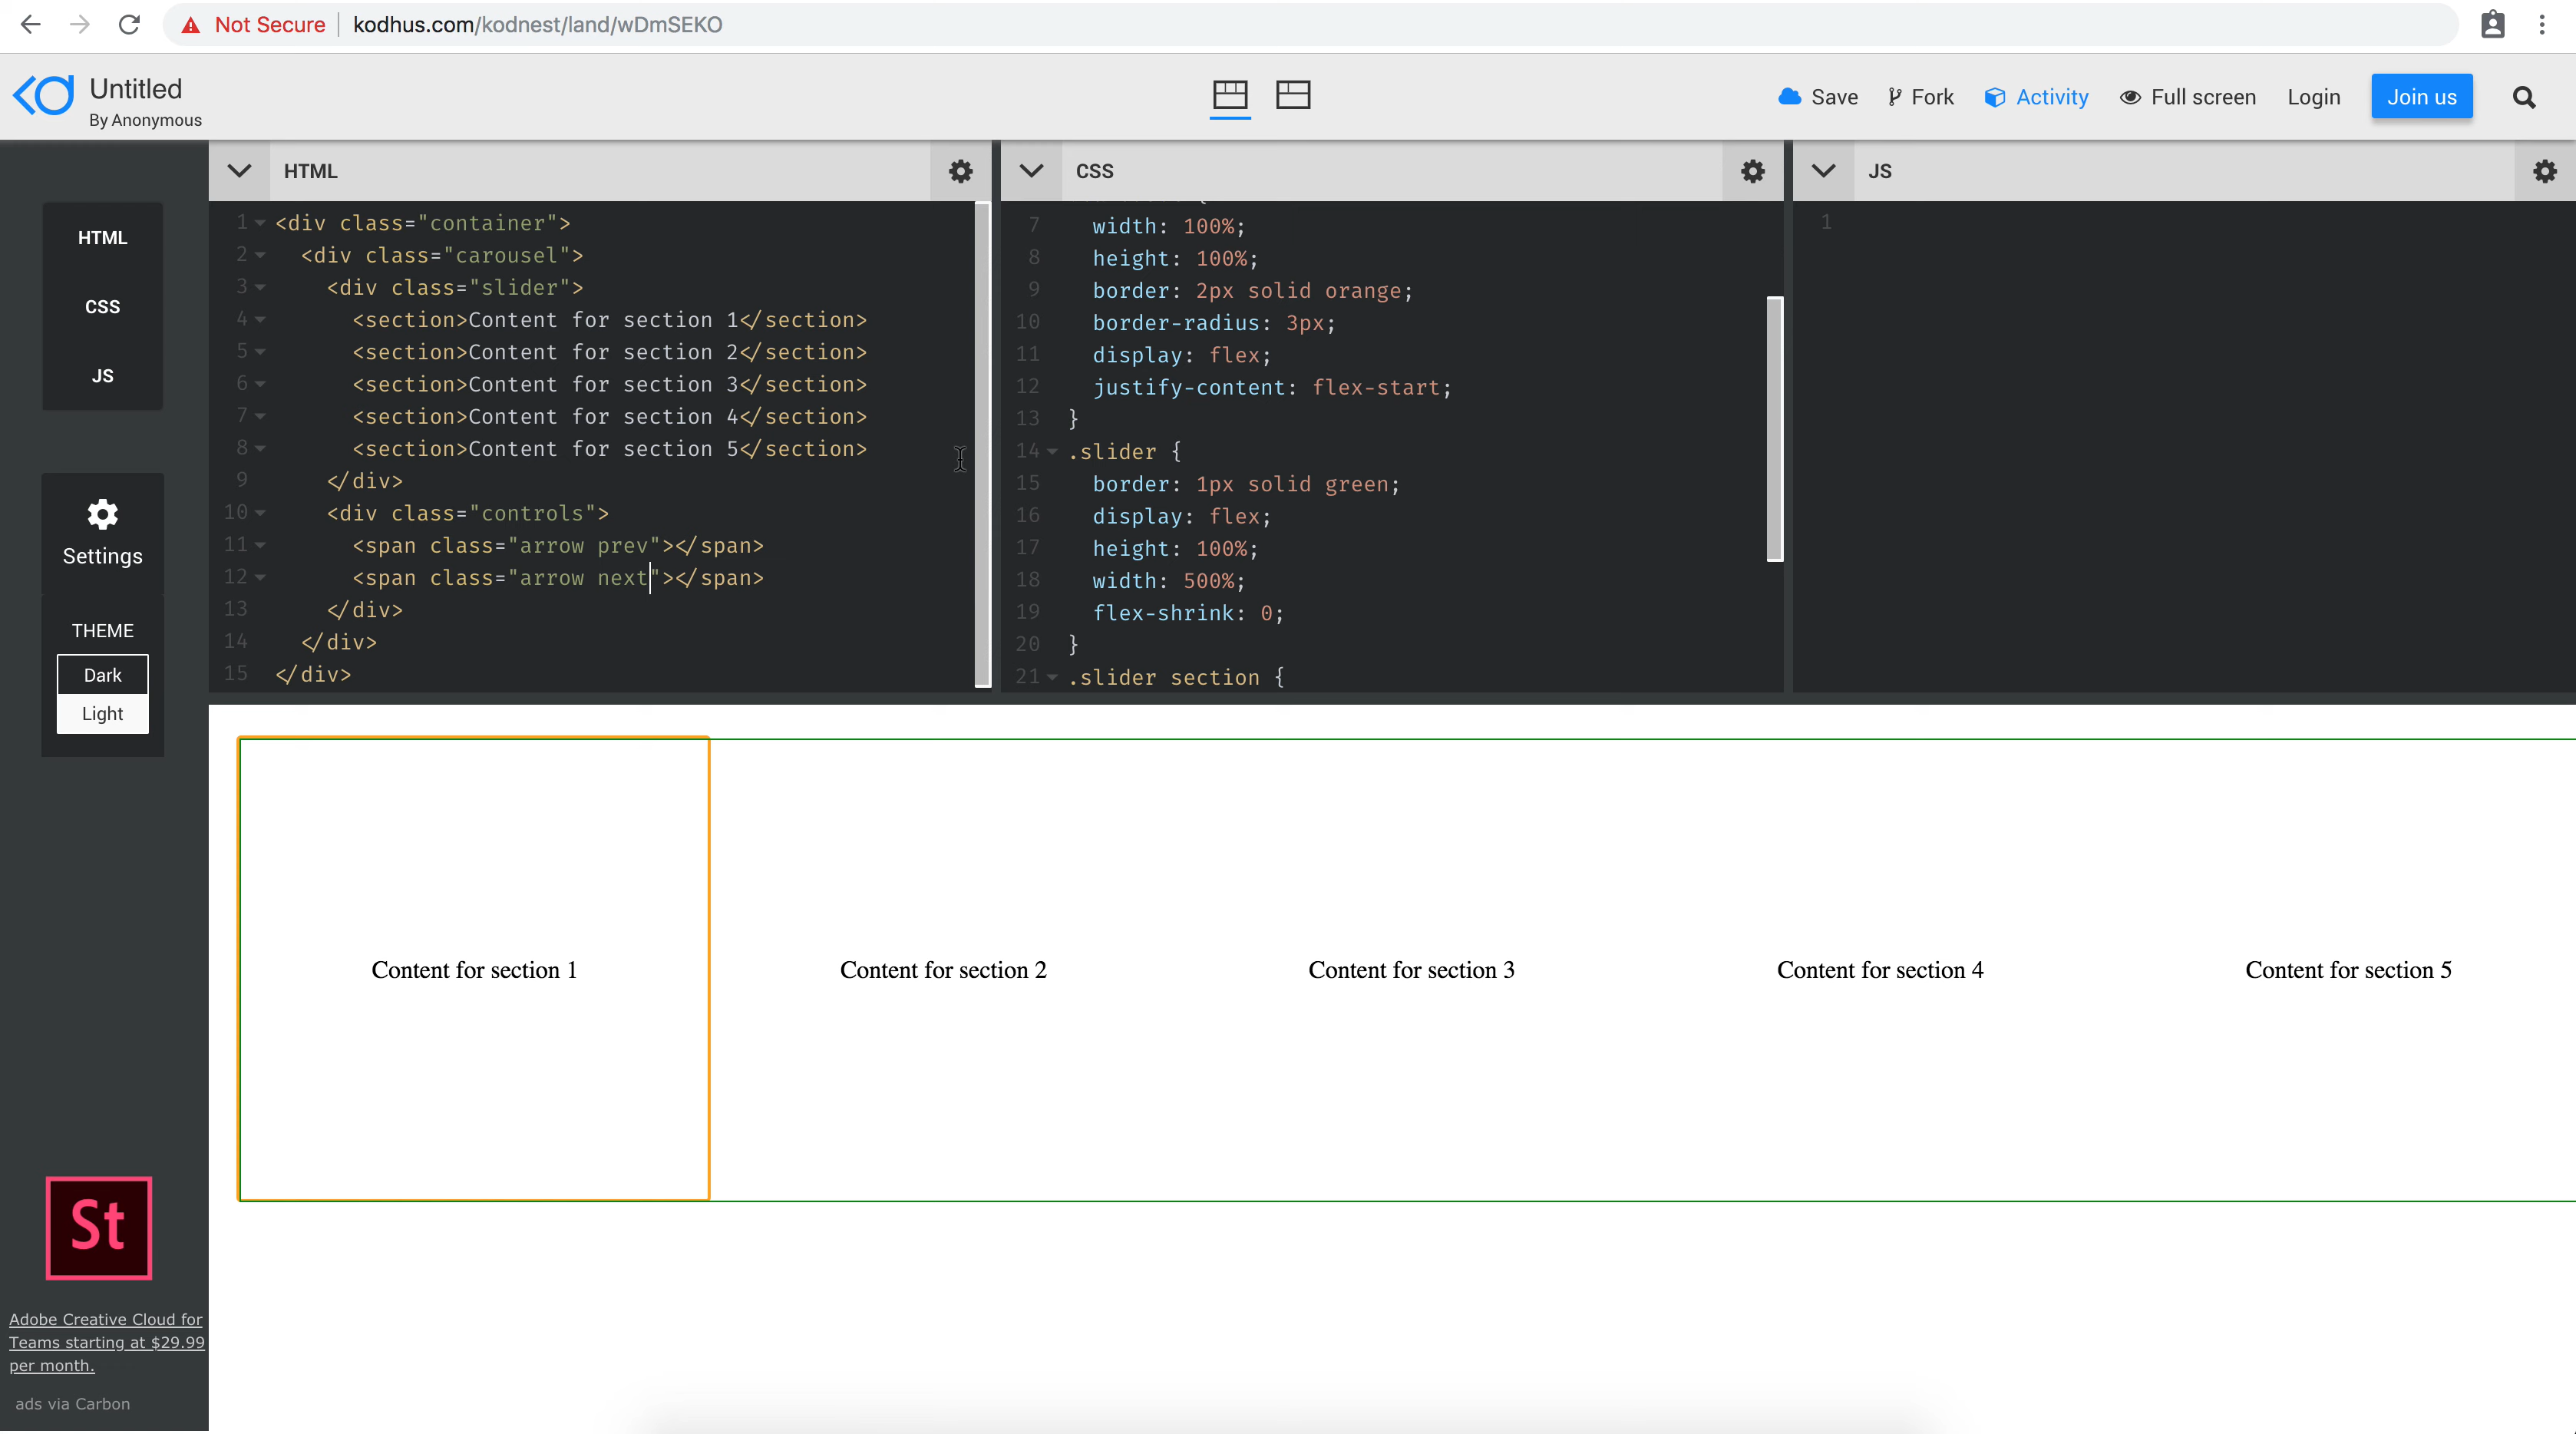 Not Secure | kodhus.com/kodnest/land/wDmSEKO
Untitled
By Anonymous
Save Fork Activity Full screen Login Join us
HTML
CSS
JS
Settings
THEME
Dark
Light
HTML
1 <div class="container">
2 <div class="carousel">
3 <div class="slider">
4 <section>Content for section 1</section>
5 <section>Content for section 2</section>
6 <section>Content for section 3</section>
7 <section>Content for section 4</section>
8 <section>Content for section 5</section>
9 </div>
10 <div class="controls">
11 <span class="arrow prev"></span>
12 <span class="arrow next"></span>
13 </div>
14 </div>
15 </div>
CSS
7 width: 100%;
8 height: 100%;
9 border: 2px solid orange;
10 border-radius: 3px;
11 display: flex;
12 justify-content: flex-start;
13 }
14 .slider {
15 border: 1px solid green;
16 display: flex;
17 height: 100%;
18 width: 500%;
19 flex-shrink: 0;
20 }
21 .slider section {
JS
1
Content for section 1
Content for section 2
Content for section 3
Content for section 4
Content for section 5
St
Adobe Creative Cloud for
Teams starting at $29.99
per month.
ads via Carbon